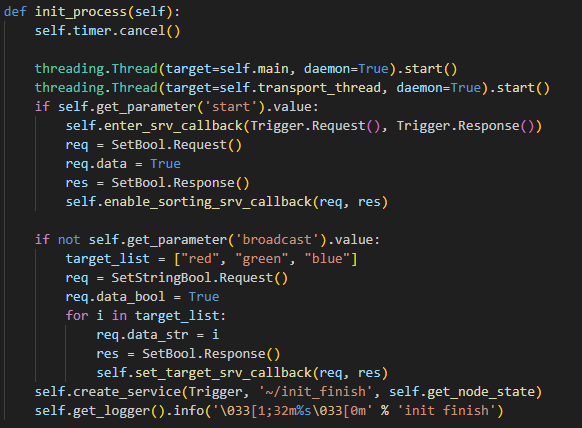 def init_process(self):
    self.timer.cancel()

    threading.Thread(target=self.main, daemon=True).start()
    threading.Thread(target=self.transport_thread, daemon=True).start()
    if self.get_parameter('start').value:
        self.enter_srv_callback(Trigger.Request(), Trigger.Response())
        req = SetBool.Request()
        req.data = True
        res = SetBool.Response()
        self.enable_sorting_srv_callback(req, res)

    if not self.get_parameter('broadcast').value:
        target_list = ["red", "green", "blue"]
        req = SetStringBool.Request()
        req.data_bool = True
        for i in target_list:
            req.data_str = i
            res = SetBool.Response()
            self.set_target_srv_callback(req, res)
    self.create_service(Trigger, '~/init_finish', self.get_node_state)
    self.get_logger().info('\033[1;32m%s\033[0m' % 'init finish')